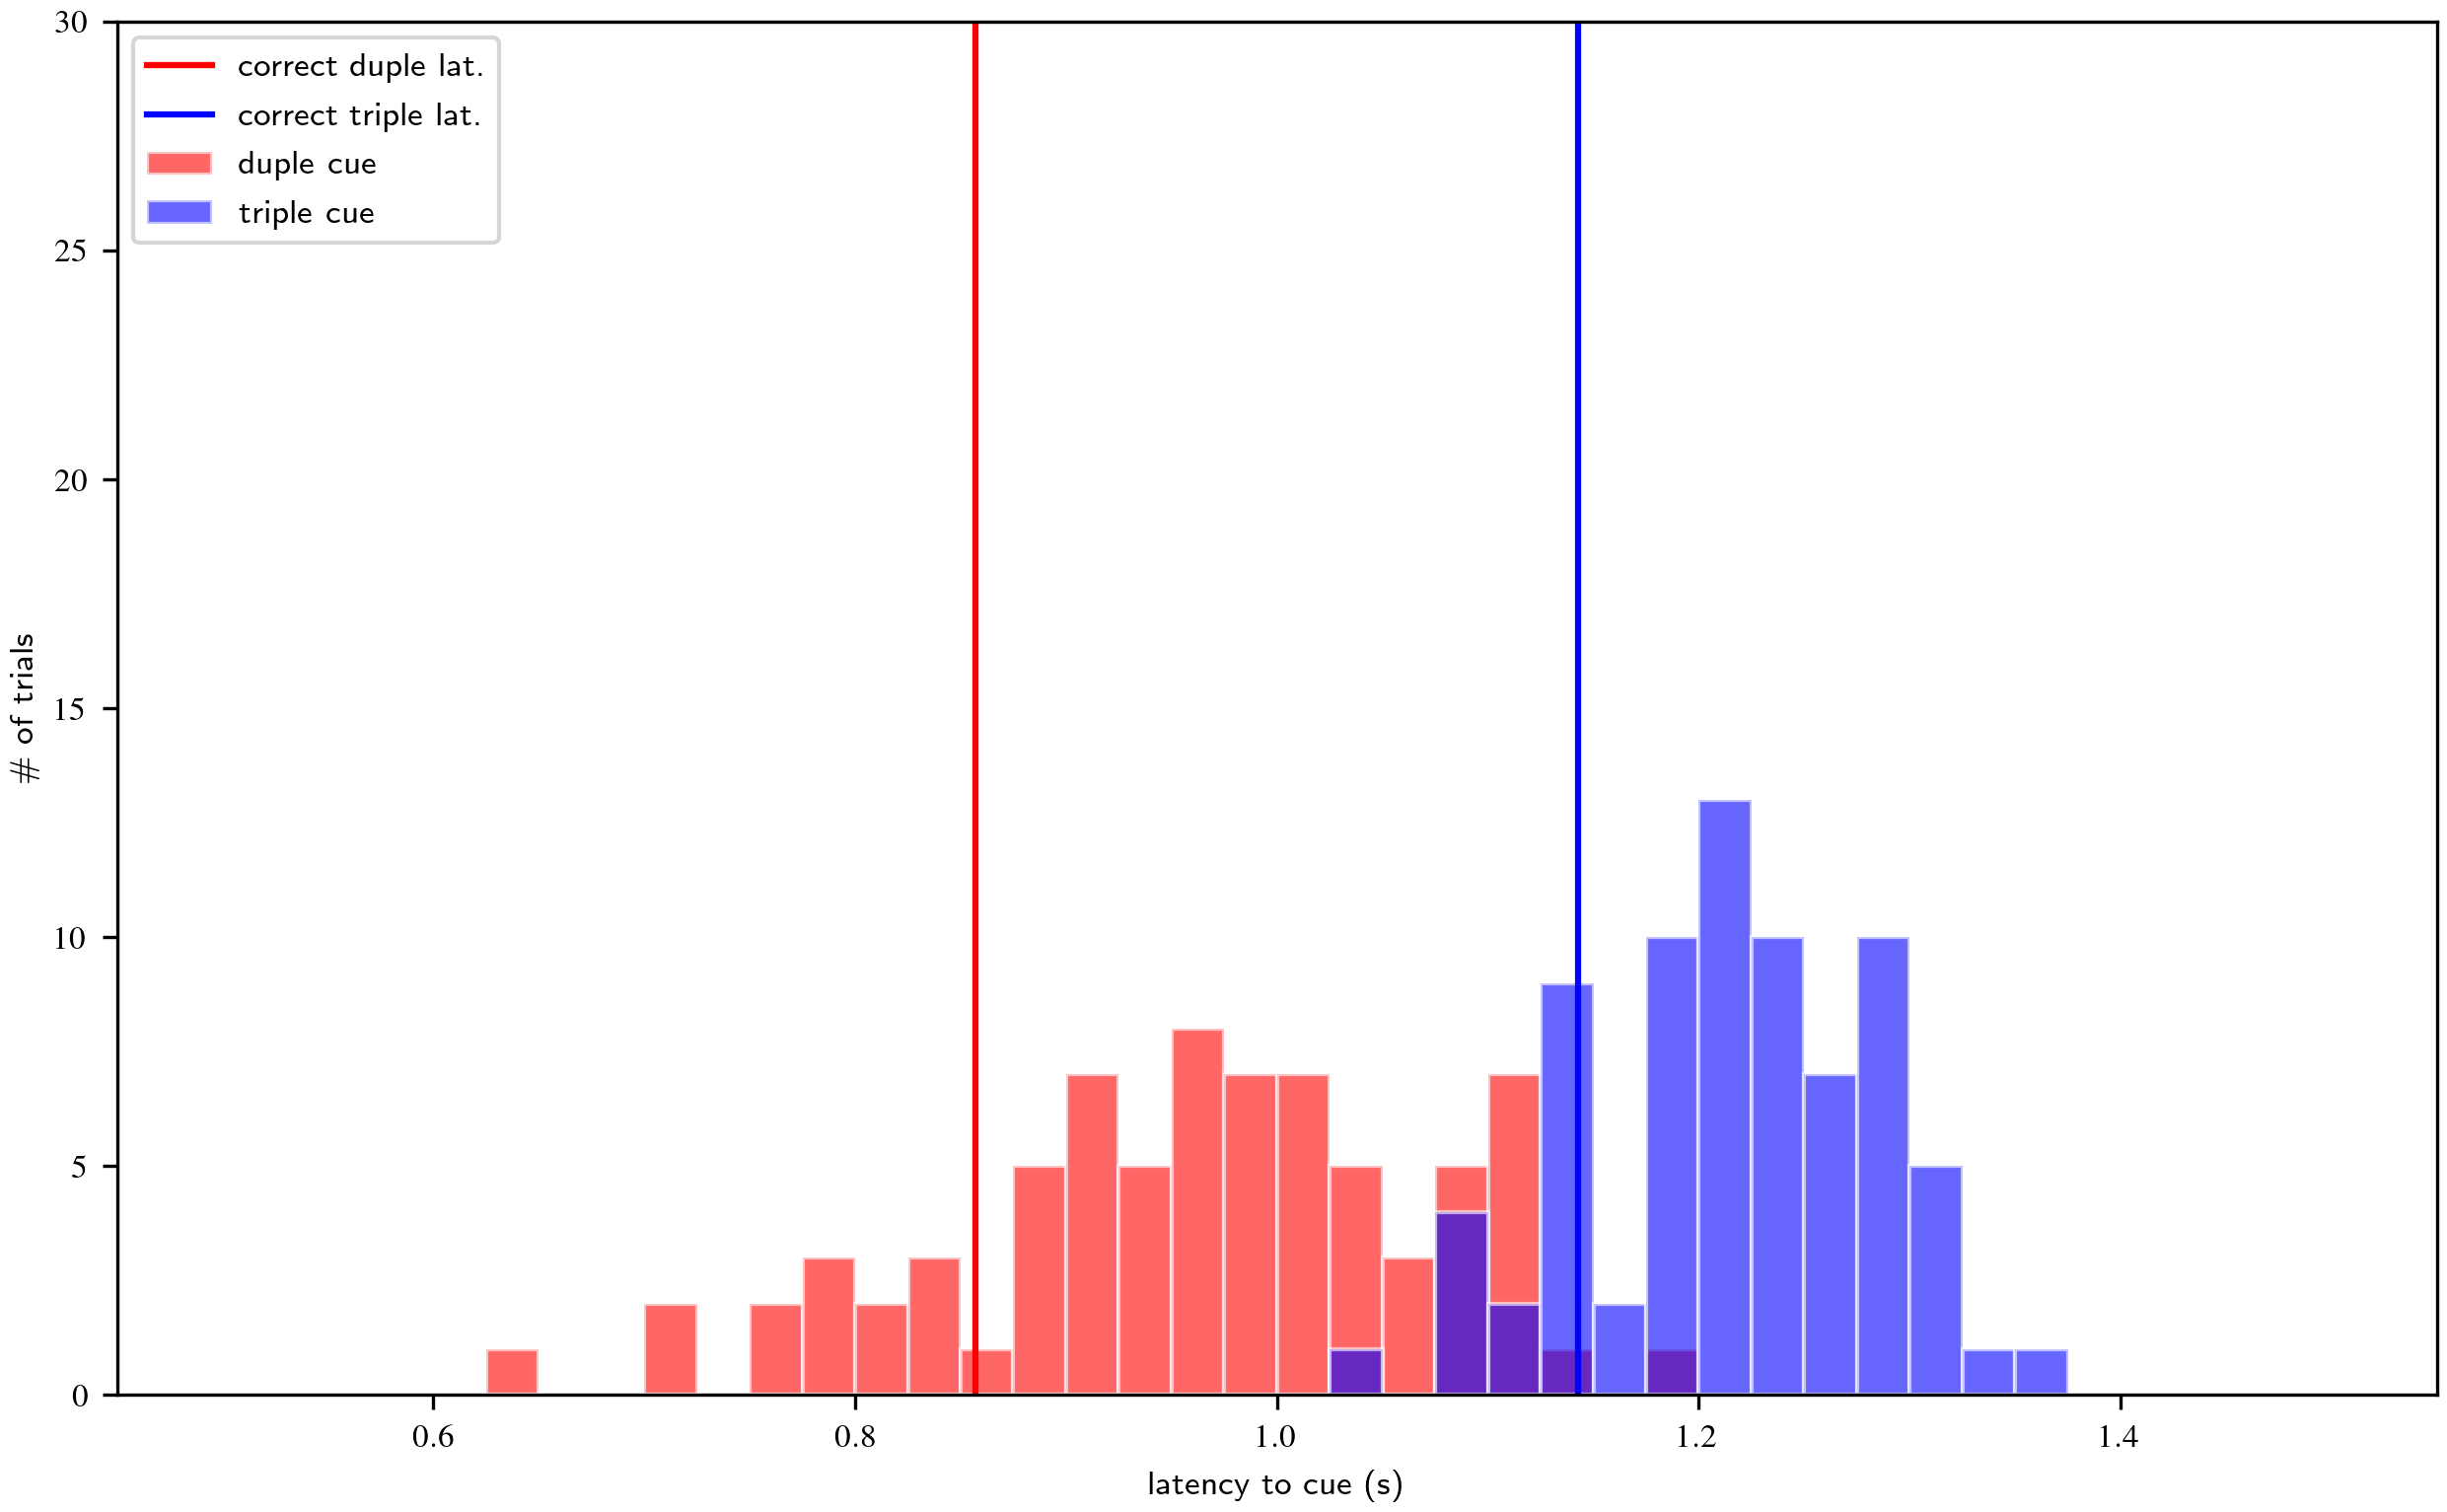 correct duple lat.
correct triple lat.
duple cue
triple cue
30
25
20
15
10
5
0
# of trials
0.6 0.8 1.0 1.2 1.4
latency to cue (s)